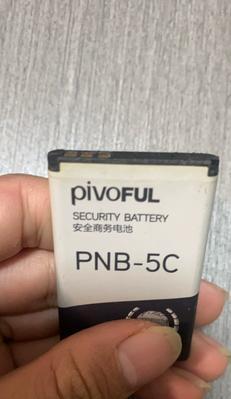 pivoFUL
SECURITY BATTERY
安全商务电池
PNB-5C